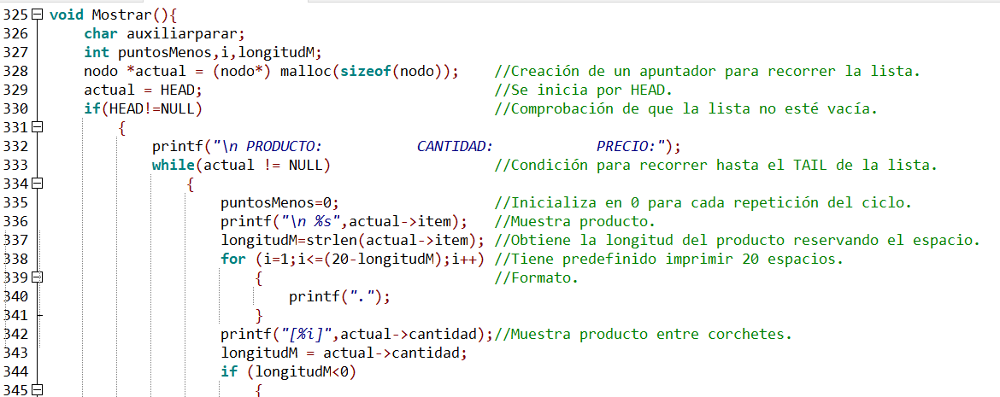 325 void Mostrar(){
326 char auxiliarparar;
327 int puntosMenos,i,longitudM;
328 nodo *actual = (nodo*) malloc(sizeof(nodo)); //Creación de un apuntador para recorrer la lista.
329 actual = HEAD; //Se inicia por HEAD.
330 if(HEAD!=NULL) //Comprobación de que la lista no esté vacía.
331 {
332 printf("\n PRODUCTO: CANTIDAD: PRECIO:");
333 while(actual != NULL) //Condición para recorrer hasta el TAIL de la lista.
334 {
335 puntosMenos=0; //Inicializa en 0 para cada repetición del ciclo.
336 printf("\n %s",actual->item); //Muestra producto.
337 longitudM=strlen(actual->item); //Obtiene la longitud del producto reservando el espacio.
338 for (i=1;i<=(20-longitudM);i++) //Tiene predefinido imprimir 20 espacios.
339 { //Formato.
340 printf(".");
341 }
342 printf("[%i]",actual->cantidad);//Muestra producto entre corchetes.
343 longitudM = actual->cantidad;
344 if (longitudM<0)
345 {